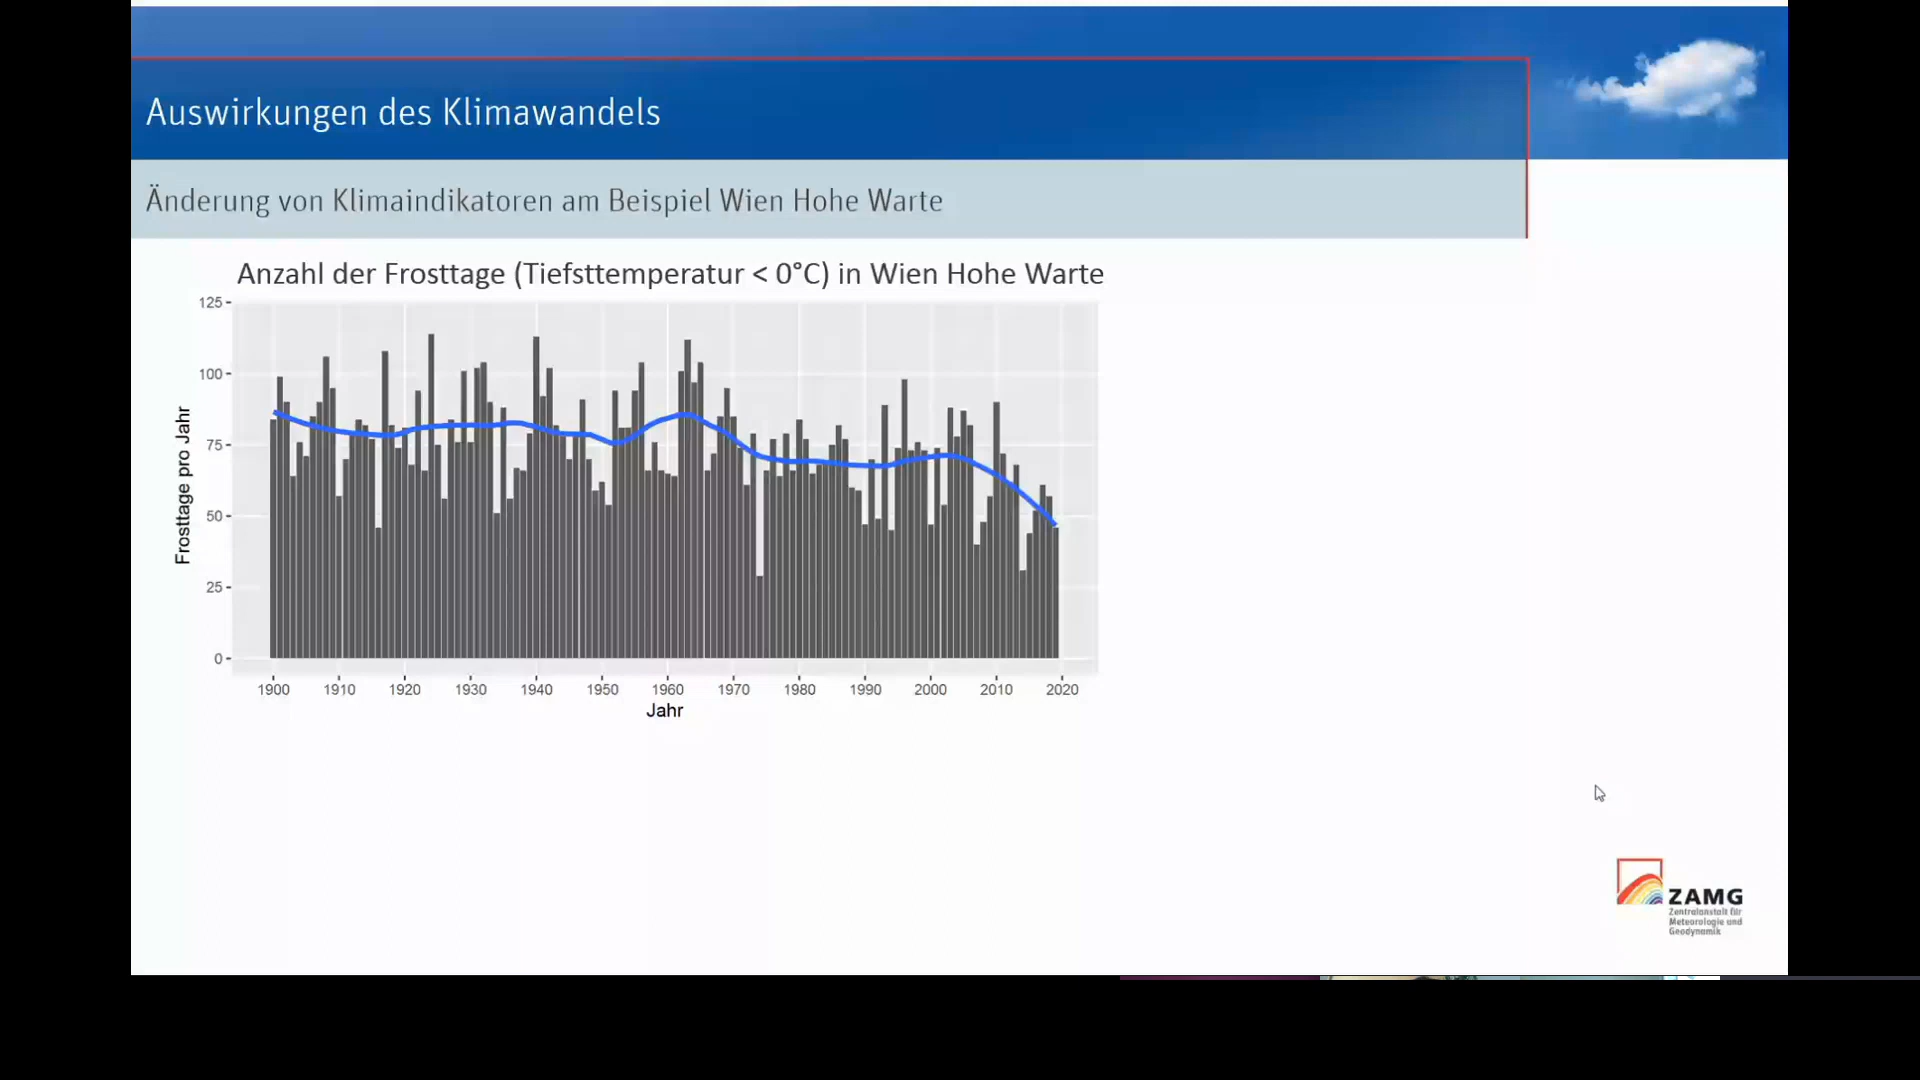 Auswirkungen des Klimawandels
Änderung von Klimaindikatoren am Beispiel Wien Hohe Warte
Anzahl der Frosttage (Tiefsttemperatur < 0°C) in Wien Hohe Warte
125
100
75
50
25
0
Frosttage pro Jahr
1900 1910 1920 1930 1940 1950 1960 1970 1980 1990 2000 2010 2020
Jahr
ZAMG
Zentralanstalt für
Meteorologie und
Geodynamik